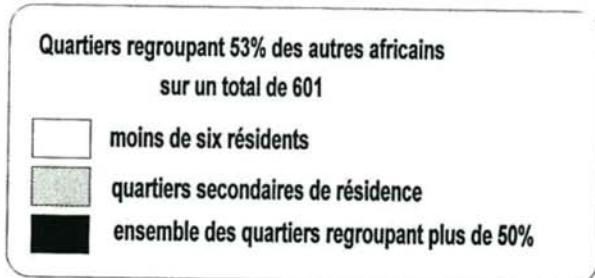 Quartiers regroupant 53% des autres africains
sur un total de 601
moins de six résidents
quartiers secondaires de résidence
ensemble des quartiers regroupant plus de 50%